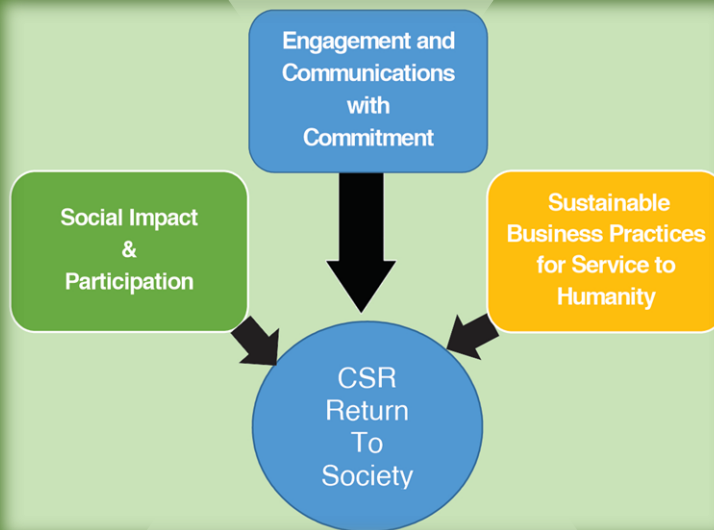 Engagement and
Communications
with
Commitment
Social Impact
&
Participation
Sustainable
Business Practices
for Service to
Humanity
CSR
Return
To
Society